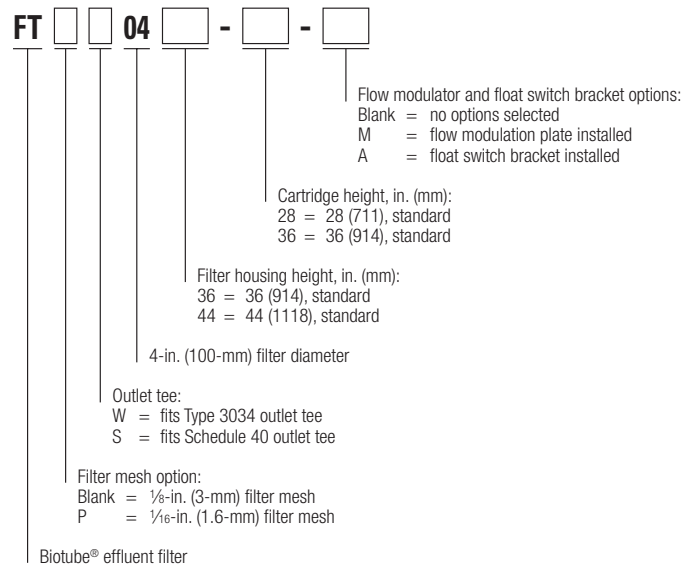 FT 04 - -
Flow modulator and float switch bracket options:
Blank = no options selected
M = flow modulation plate installed
A = float switch bracket installed
Cartridge height, in. (mm):
28 = 28 (711), standard
36 = 36 (914), standard
Filter housing height, in. (mm):
36 = 36 (914), standard
44 = 44 (1118), standard
4-in. (100-mm) filter diameter
Outlet tee:
W = fits Type 3034 outlet tee
S = fits Schedule 40 outlet tee
Filter mesh option:
Blank = ⅛-in. (3-mm) filter mesh
P = 1⁄16-in. (1.6-mm) filter mesh
Biotube® effluent filter